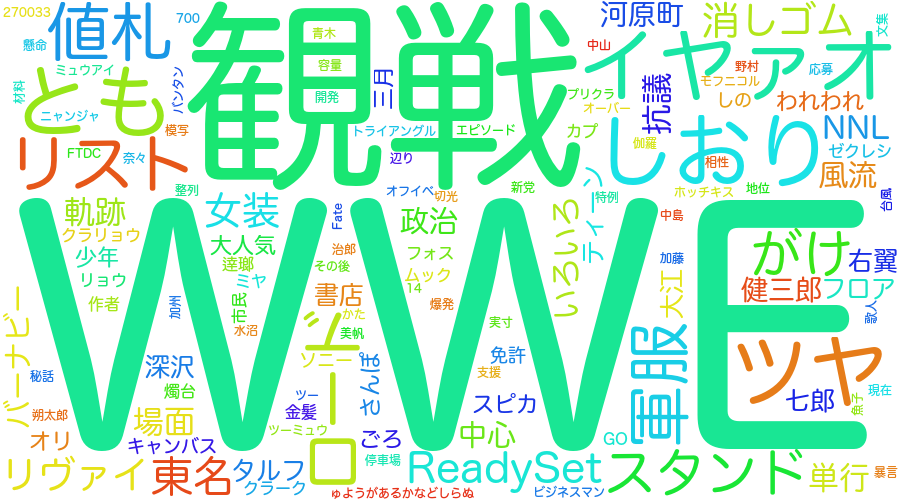 270033
700
値札
観戦
青木
容量
開発
河原町
消しゴム
文集
懸命
ミュウアイ
バンタン
三月
イヤァオ
中山
野村
応募
モフニコル
プリクラ
オーバー
しの
われわれ
材料
とも
ニャンジャ
模写
トライアングル
エピソード
カプ
抗議
NNL
しおり
伽羅
リスト
FTDC
奈々
辺り
相性
ゼクレシ
風流
整列
オフイベ
切光
新党
ティーン
特例
ホッチキス
地位
台風
WWE
軌跡
女装
Fate
政治
いろいろ
中島
クラリョウ
大人気
治郎
フォス
がけ
右翼
少年
達瑯
その後
ムック
加藤
リョウ
ミヤ
14
大江
健三郎
フロア
作者
加州
市民
書店
爆発
歌人
かた
水沼
ジュー
美帆
実寸
バーナビー
ソニー
さんぽ
免許
軍服
ツヤ
深沢
支援
秘話
燭台
ツー
スピカ
七郎
現在
魚子
朔太郎
場面
金髪
ツーミュウ
オリ
キャンバス
ごろ
中心
GO
ロ
停車場
リヴァイ
東名
タルフ
ReadySet
スタンド
単行
暴言
クラーク
ゅようがあるかなどしらぬ
ビジネスマン